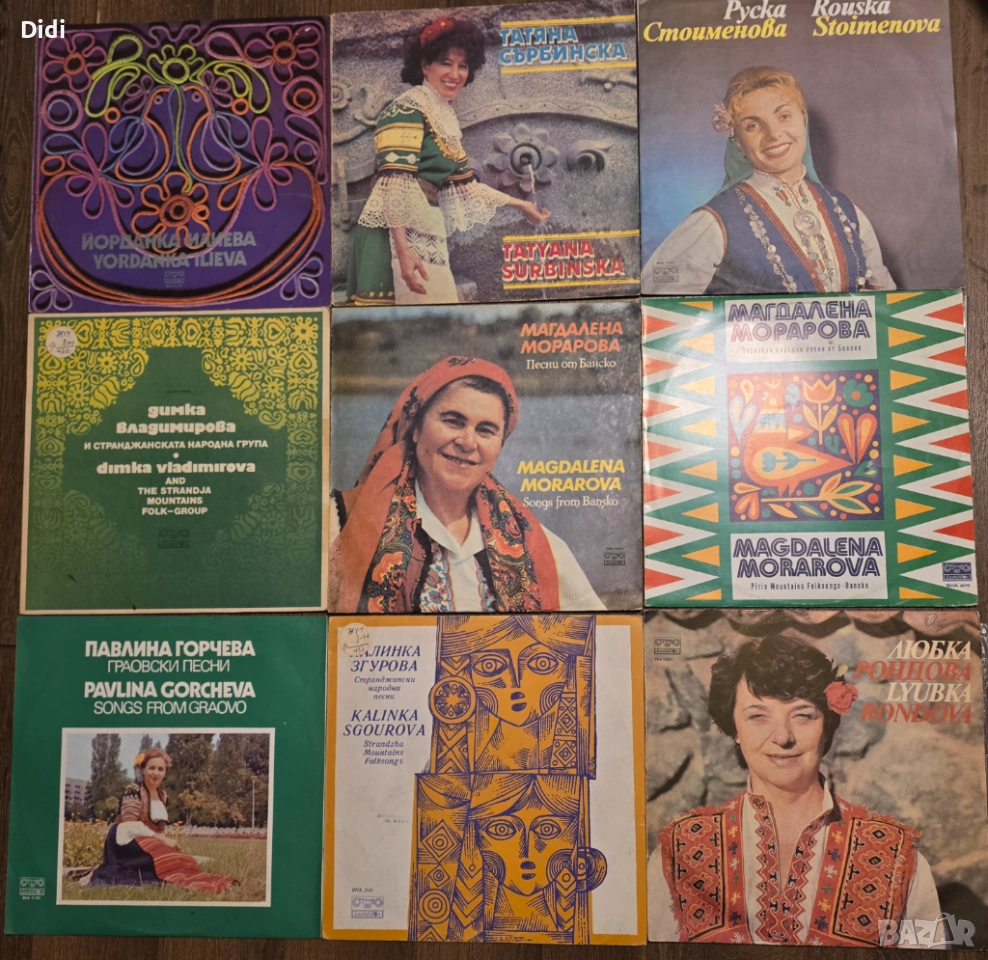 Didi
ЙОРДАНКА ИЛИЕВА
YORDANKA ILIEVA
ТАТЯНА
СЪРБИНСКА
TATYANA
SURBINSKA
Руска
Стоименова
Rouska
Stoimenova
димка
владимирова
И СТРАНДЖАНСКАТА НАРОДНА ГРУПА
dimka vladimirova
AND
THE STRANDJA
MOUNTAINS
FOLK-GROUP
МАГДАЛЕНА
МОРАРОВА
Песни от Банско
MAGDALENA
MORAROVA
Songs from Bansko
МАГДАЛЕНА
МОРАРОВА
MAGDALENA
MORAROVA
Pirin Mountains Folksongs-Bansko
ПАВЛИНА ГОРЧЕВА
ГРАОВСКИ ПЕСНИ
PAVLINA GORCHEVA
SONGS FROM GRAOVO
КАЛИНКА
ЗГУРОВА
Странджански
народни
песни
KALINKA
SGOUROVA
Strandzha
Mountains
Folksongs
ЛЮБКА
РОНДОВА
LYUBKA
RONDOVA
BAZAR